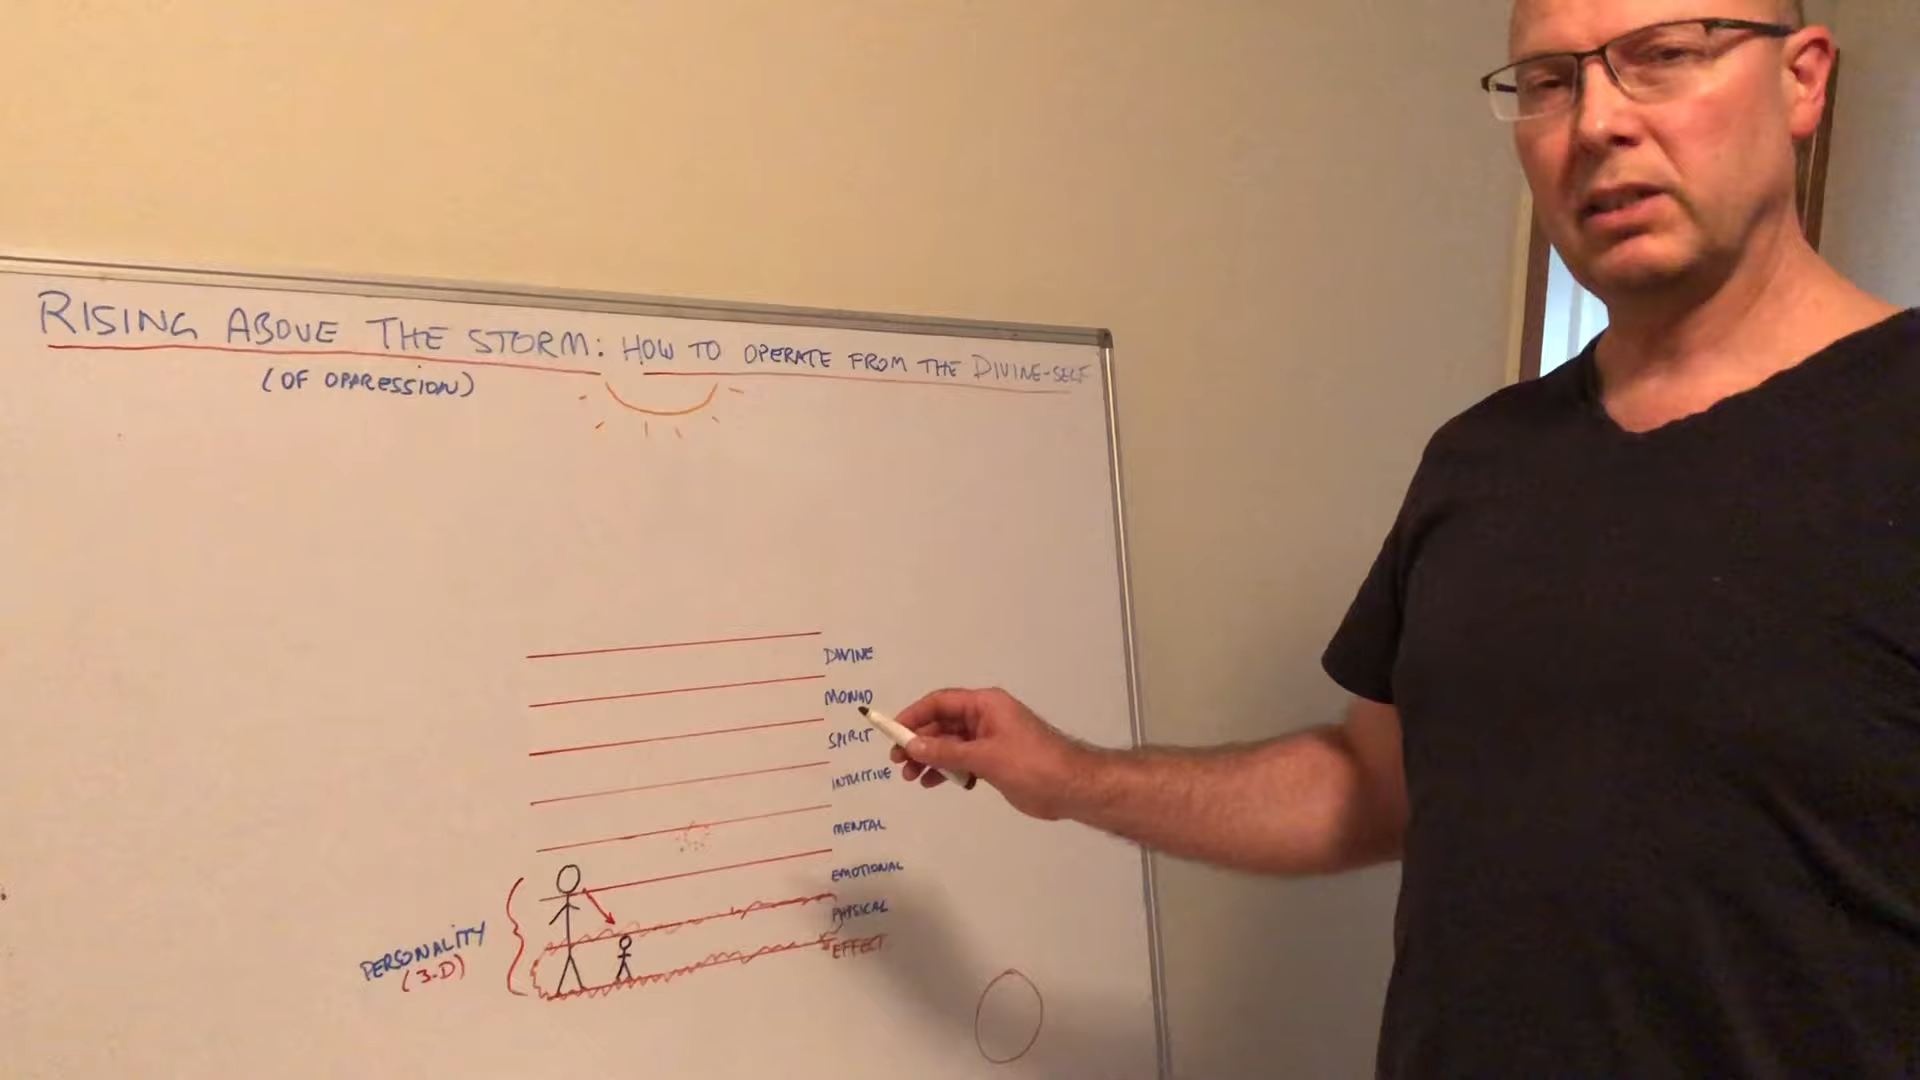 RISING ABOVE THE STORM: HOW TO OPERATE FROM THE DIVINE-SELF
(OF OPPRESSION)
DIVINE
MONAD
SPIRIT
INTUITIVE
MENTAL
EMOTIONAL
PHYSICAL
EFFECT
PERSONALITY
(3-D)